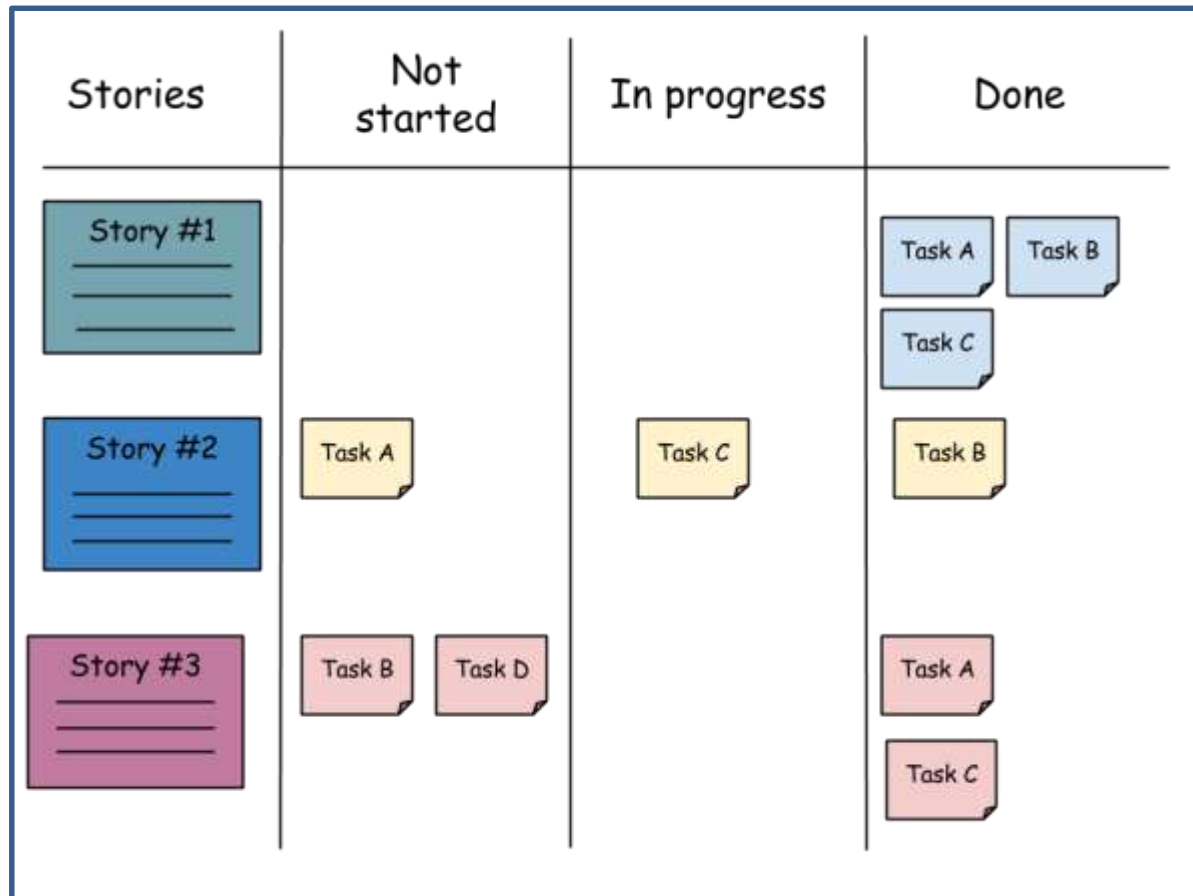 Stories
Not
started
In progress
Done
Story #1
Task A
Task B
Task C
Story #2
Task A
Task C
Task B
Story #3
Task B
Task D
Task A
Task C